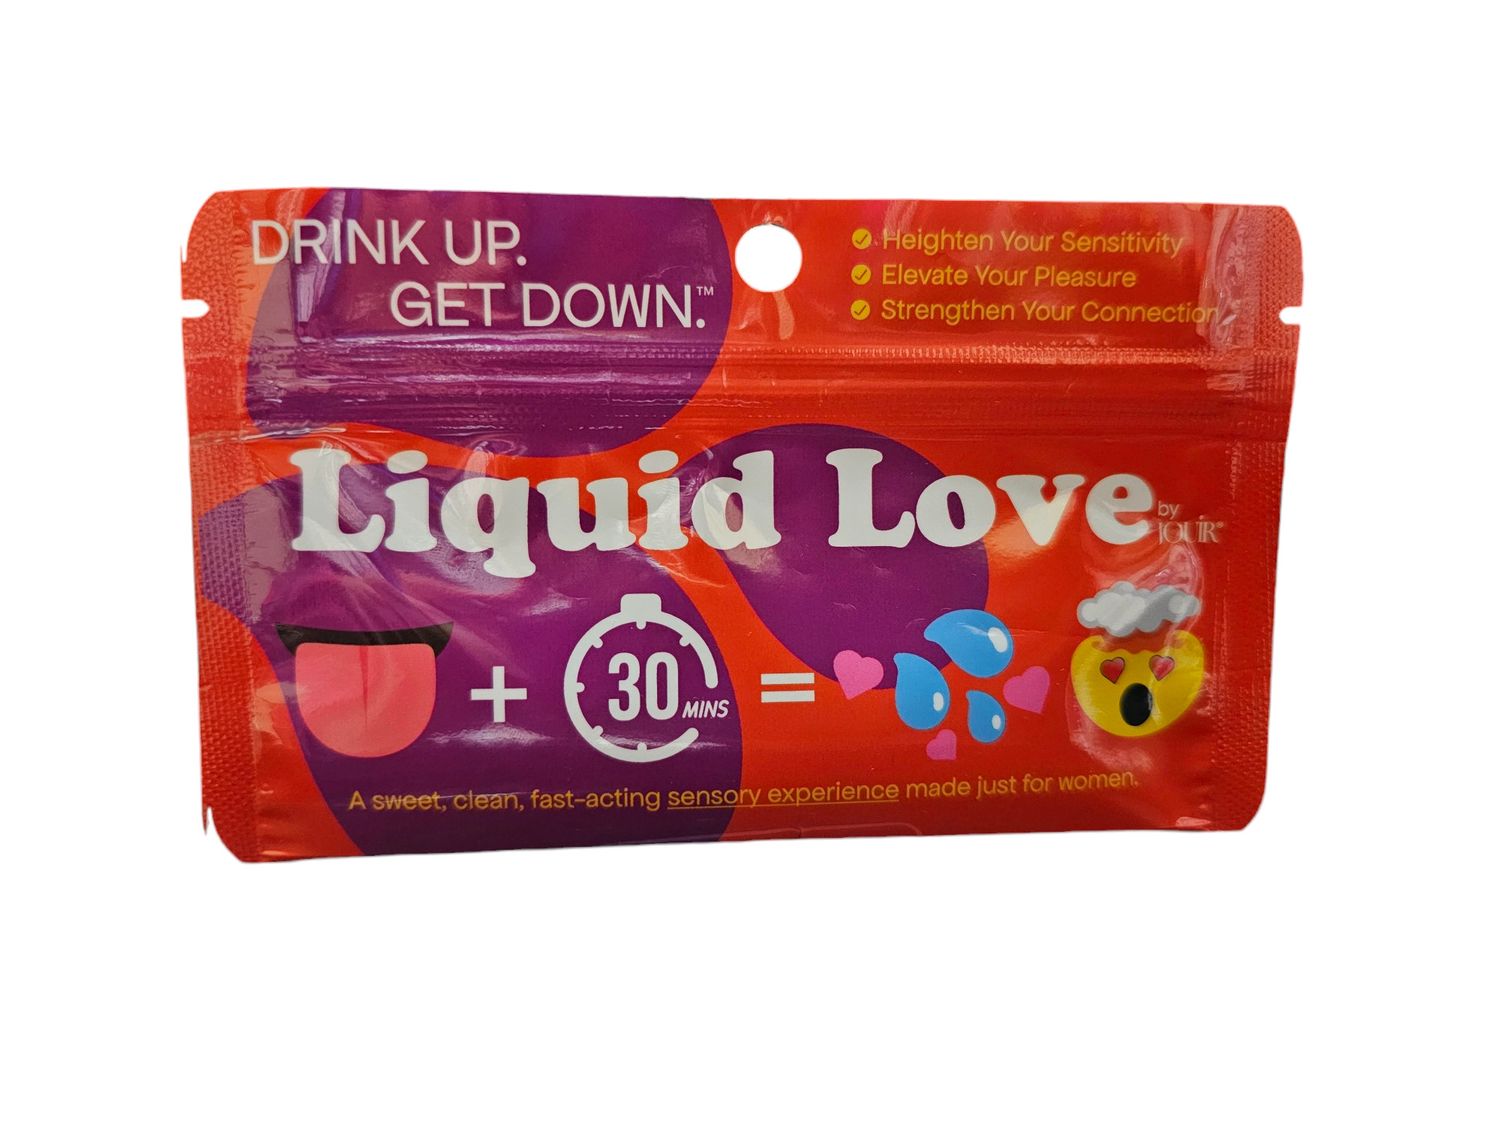 DRINK UP.
GET DOWN.™
Heighten Your Sensitivity
Elevate Your Pleasure
Strengthen Your Connection
Liquid Love
by
JOUIR®
+ 30 MINS =
A sweet, clean, fast-acting sensory experience made just for women.